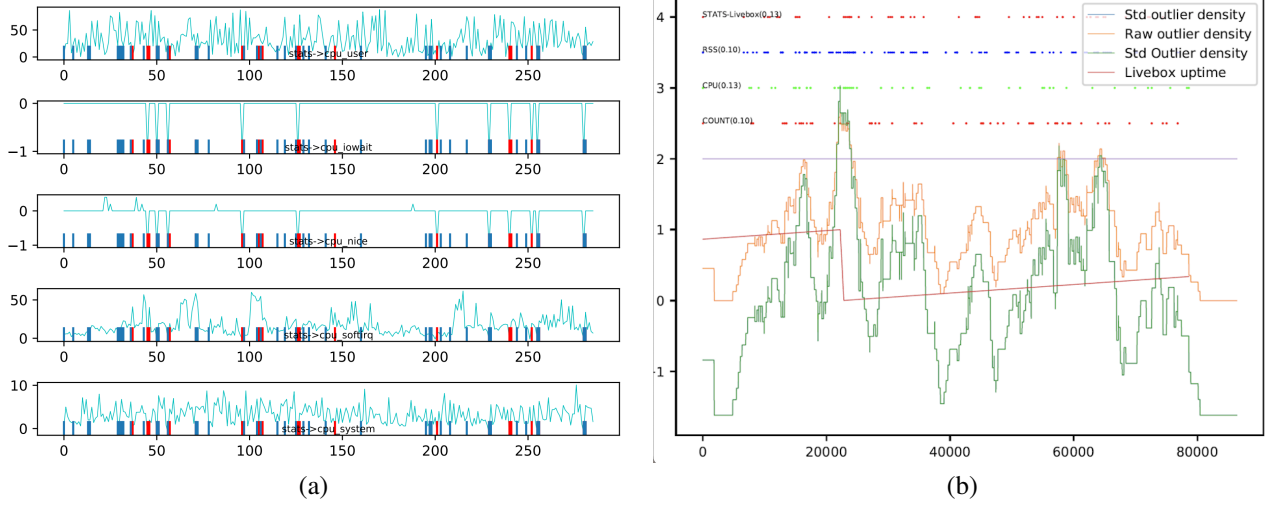 50
0
stats->cpu_user
0 50 100 150 200 250
0
−1
stats->cpu_iowait
0 50 100 150 200 250
0
−1
stats->cpu_nice
0 50 100 150 200 250
50
0
stats->cpu_softirq
0 50 100 150 200 250
10
0
stats->cpu_system
0 50 100 150 200 250
(a)
4
STATS-Livebox(0.13)
Std outlier density
Raw outlier density
Std Outlier density
Livebox uptime
RSS(0.10)
3
CPU(0.13)
COUNT(0.10)
2
1
0
-1
0 20000 40000 60000 80000
(b)